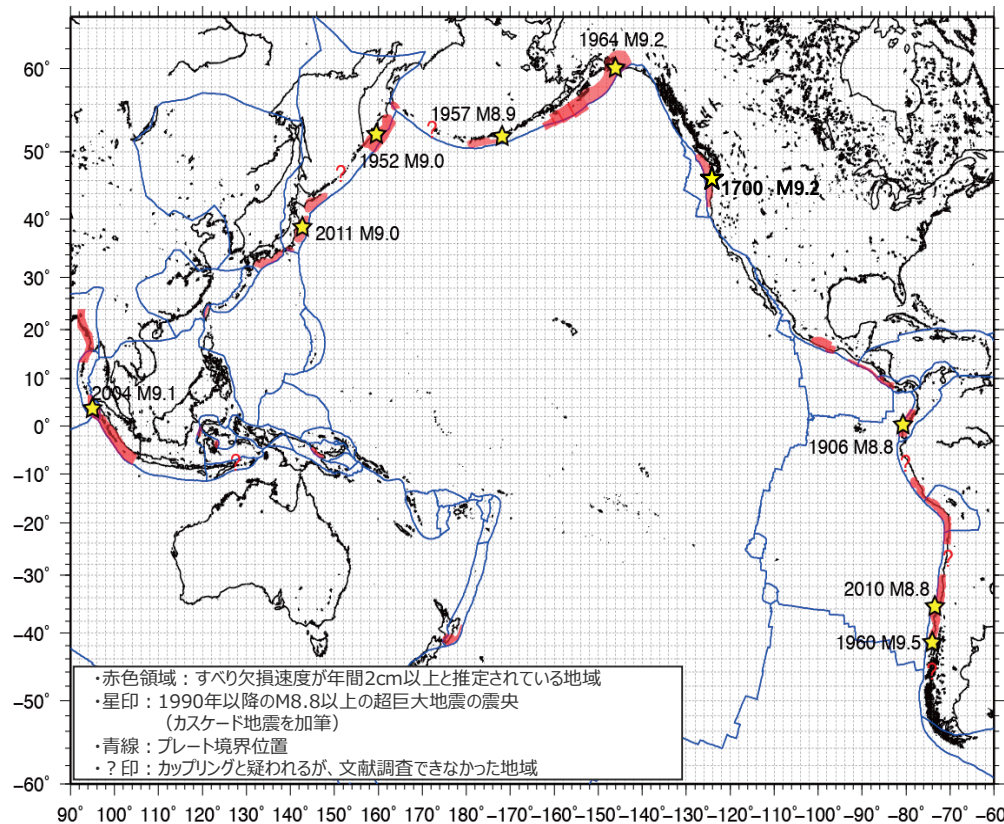 1964 M9.2
60°
1957 M8.9
?
50°
1952 M9.0
?
1700 M9.2
40°
2011 M9.0
30°
20°
10°
2004 M9.1
0°
1906 M8.8
?
?
−10°
−20°
?
−30°
2010 M8.8
−40°
1960 M9.5
?
・赤色領域：すべり欠損速度が年間2cm以上と推定されている地域
・星印：1990年以降のM8.8以上の超巨大地震の震央
（カスケード地震を加筆）
−50°
・青線：プレート境界位置
・？印：カップリングと疑われるが、文献調査できなかった地域
−60°
90 100 110 120 130 140 150 160 170 180 −170 −160 −150 −140 −130 −120 −110 −100 −90 −80 −70 −60